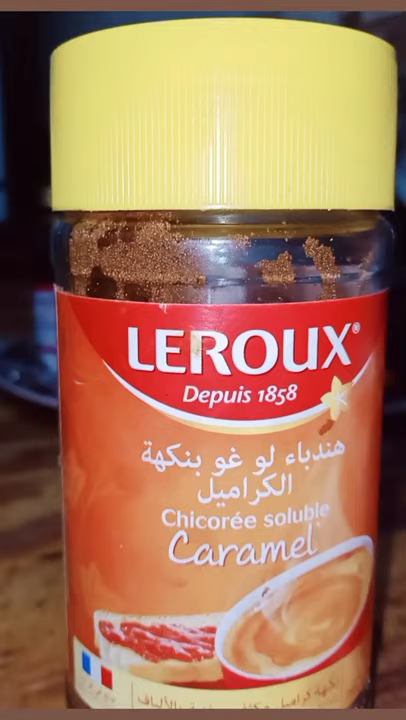 LEROUX®
Depuis 1858
هندباء لو غو بنكهة
الكراميل
Chicorée soluble
Caramel